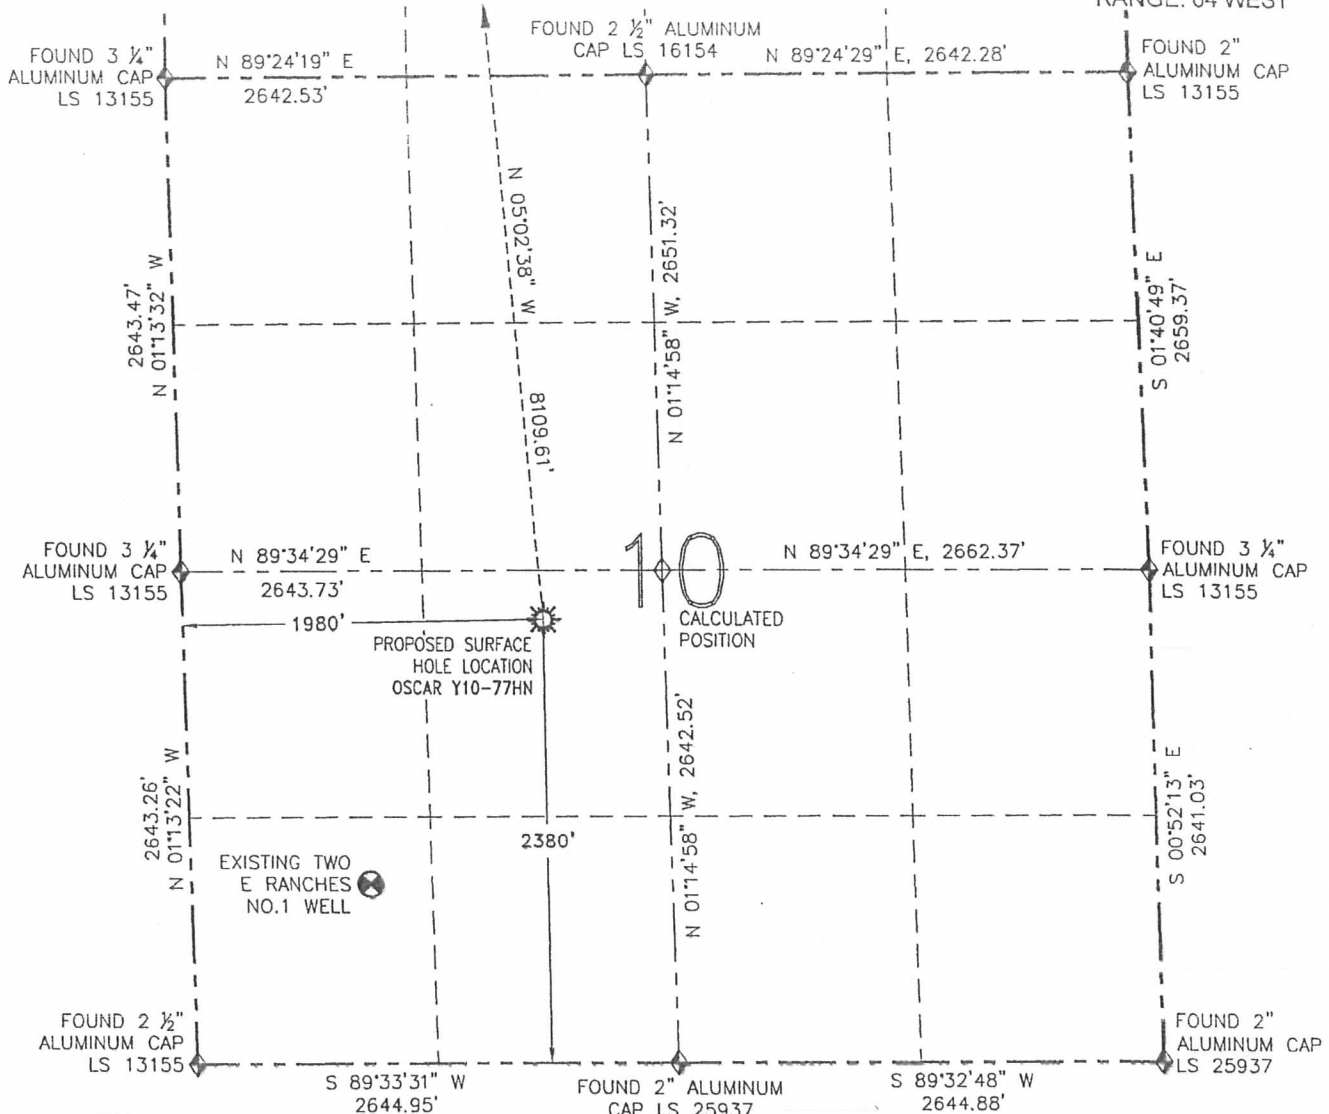 RANGE: 64 WEST
FOUND 3 ¼"
ALUMINUM CAP
LS 13155
N 89°24'19" E
2642.53'
FOUND 2 ½" ALUMINUM
CAP LS 16154
N 89°24'29" E, 2642.28'
FOUND 2"
ALUMINUM CAP
LS 13155
N 05°02'38" W
8109.61'
2643.47'
N 01°13'32" W
N 01°14'58" W, 2651.32'
S 01°40'49" E
2659.37'
FOUND 3 ¼"
ALUMINUM CAP
LS 13155
N 89°34'29" E
2643.73'
10
N 89°34'29" E, 2662.37'
FOUND 3 ¼"
ALUMINUM CAP
LS 13155
CALCULATED
POSITION
1980'
PROPOSED SURFACE
HOLE LOCATION
OSCAR Y10-77HN
2643.26'
N 01°13'22" W
N 01°14'58" W, 2642.52'
S 00°52'13" E
2641.03'
2380'
EXISTING TWO
E RANCHES
NO.1 WELL
FOUND 2 ½"
ALUMINUM CAP
LS 13155
S 89°33'31" W
2644.95'
FOUND 2" ALUMINUM
CAP LS 25937
S 89°32'48" W
2644.88'
FOUND 2"
ALUMINUM CAP
LS 25937